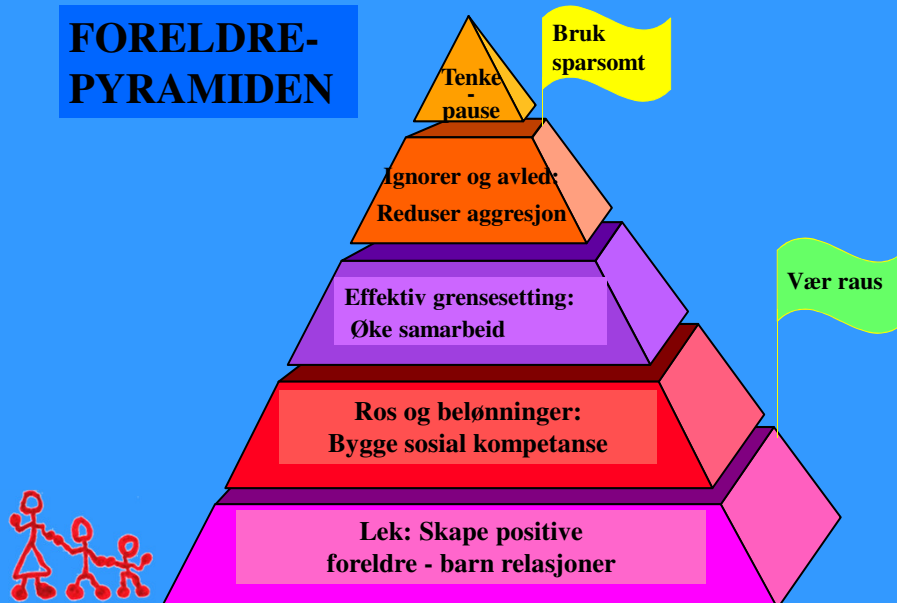 FORELDRE-
PYRAMIDEN
Bruk
sparsomt
Tenke
-
pause
Ignorer og avled:
Reduser aggresjon
Vær raus
Effektiv grensesetting:
Øke samarbeid
Ros og belønninger:
Bygge sosial kompetanse
Lek: Skape positive
foreldre - barn relasjoner